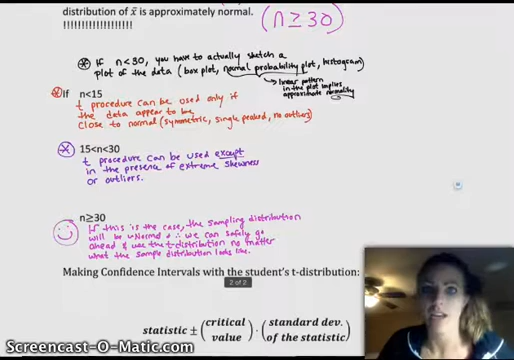 distribution of x̄ is approximately normal.
!!!!!!!!!!!!!!!!!!!
(n ≥ 30)
* If n < 30, you have to actually sketch a
plot of the data (box plot, normal probability plot, histogram)
→ linear pattern
in the plot implies
approximate normality
* If n<15
t procedure can be used only if
the data appear to be
close to normal (symmetric, single peaked, no outliers)
* 15<n<30
t procedure can be used except
in the presence of extreme skewness
or outliers.
n≥30
If this is the case, the sampling distribution
will be ≈Normal & ∴ we can safely go
ahead & use the t-distribution no matter
what the sample distribution looks like.
Making Confidence Intervals with the student's t-distribution:
2 of 2
statistic ± (critical value) · (standard dev. of the statistic)
Screencast-O-Matic.com